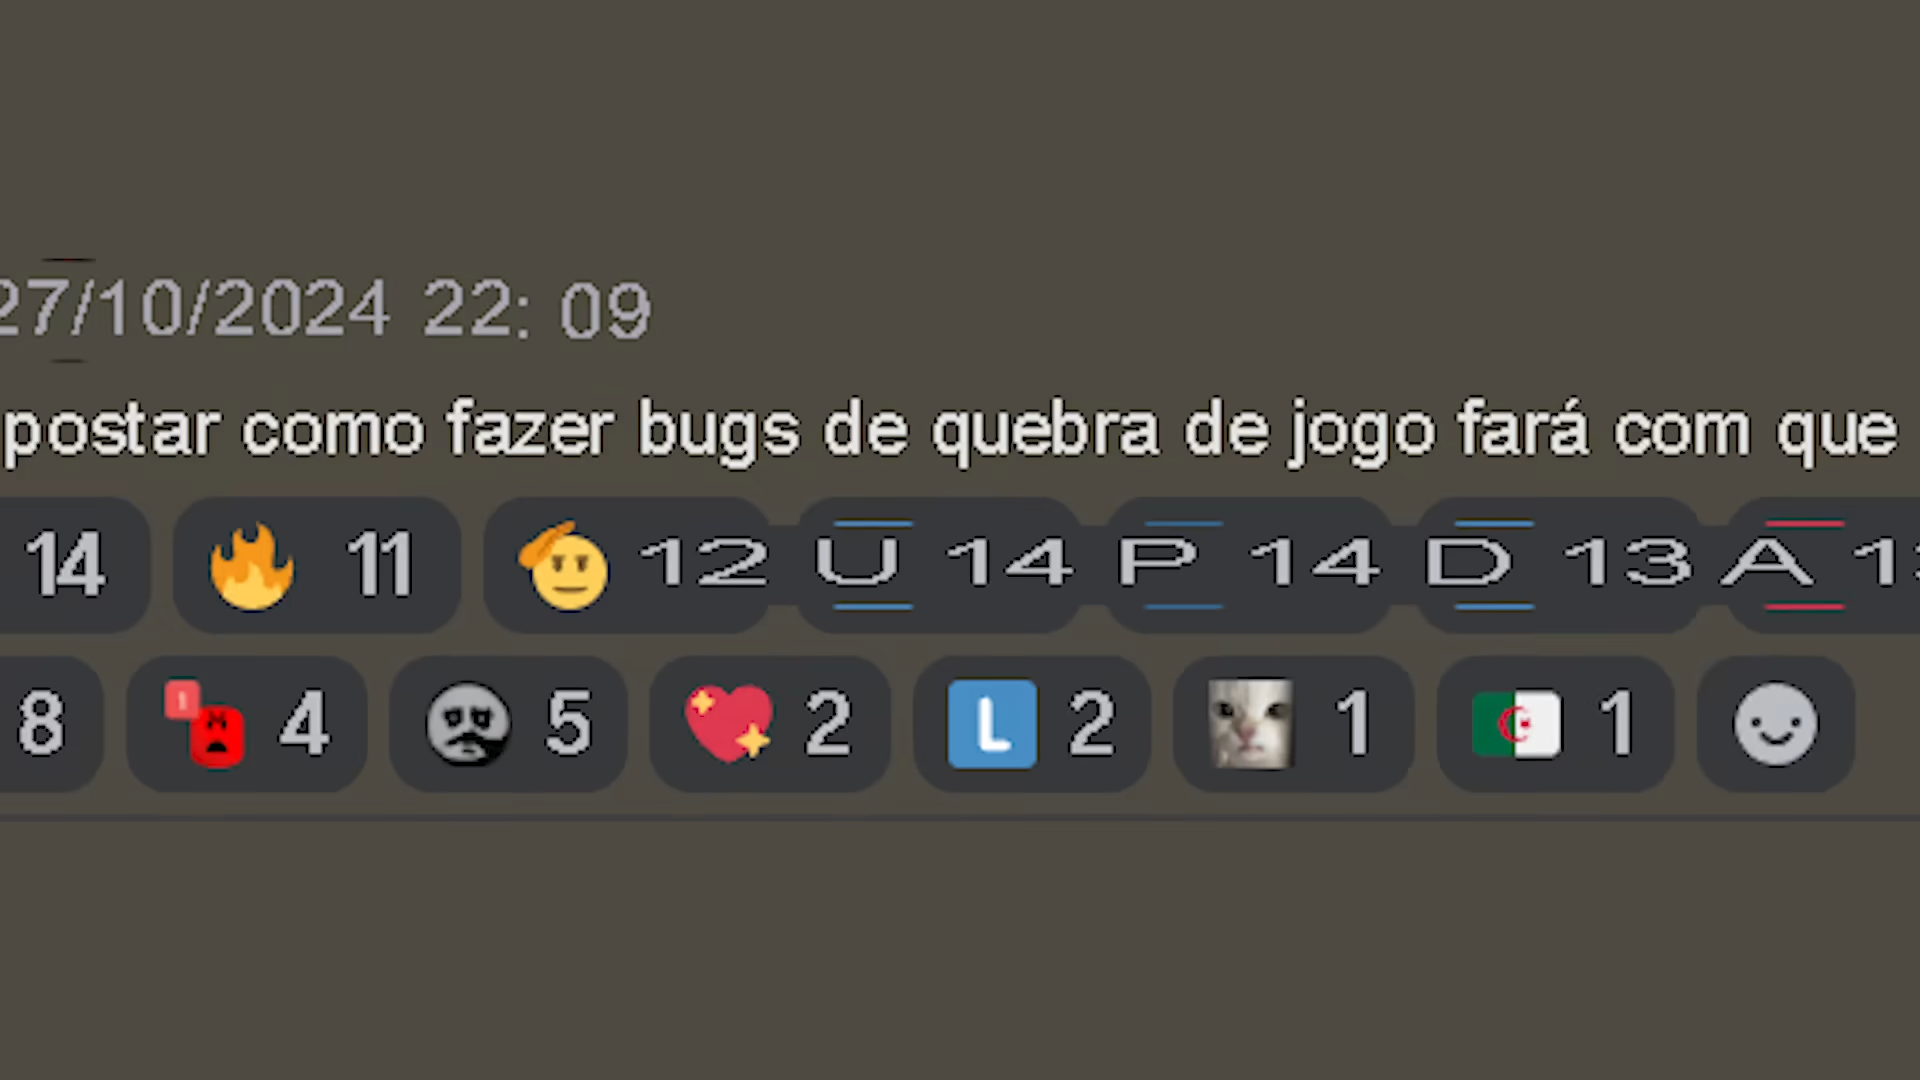 27/10/2024 22: 09
postar como fazer bugs de quebra de jogo fará com que
14 11 12 U 14 P 14 D 13 A
8 4 5 2 L 2 1 1